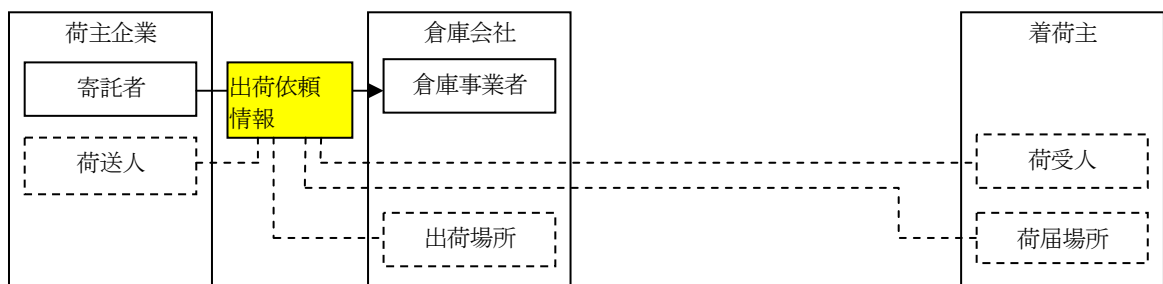 荷主企業
倉庫会社
着荷主
寄託者
出荷依頼
情報
倉庫事業者
荷送人
荷受人
出荷場所
荷届場所